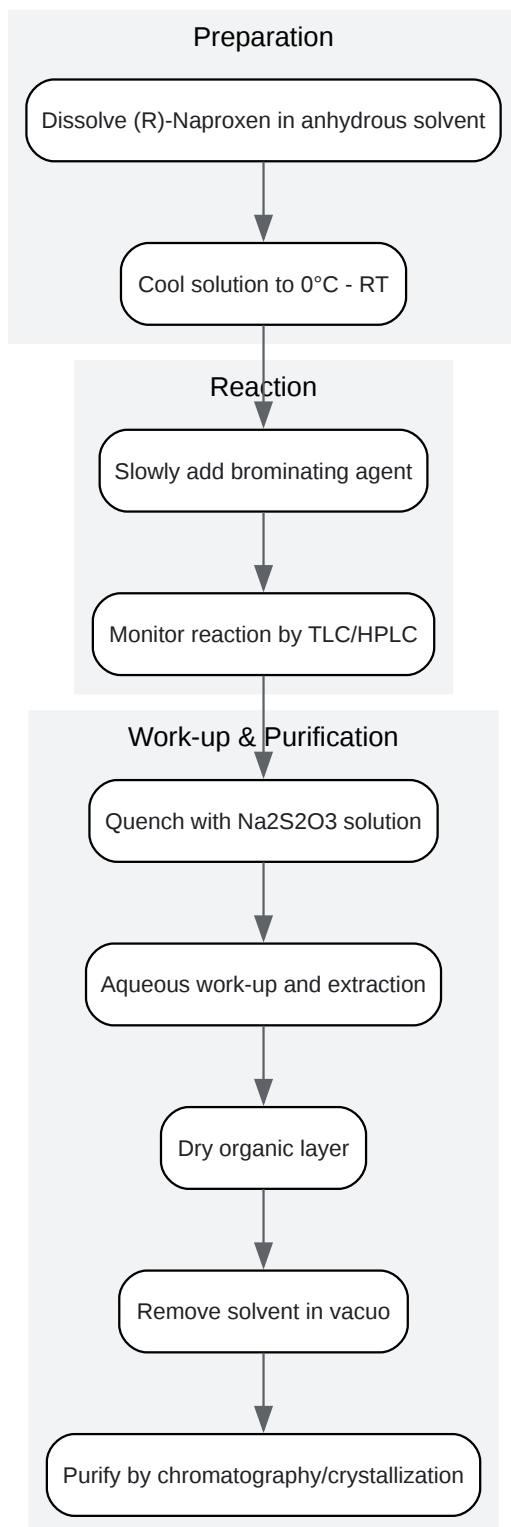 Preparation
Dissolve (R)-Naproxen in anhydrous solvent
Cool solution to 0°C - RT
Reaction
Slowly add brominating agent
Monitor reaction by TLC/HPLC
Work-up & Purification
Quench with Na2S2O3 solution
Aqueous work-up and extraction
Dry organic layer
Remove solvent in vacuo
Purify by chromatography/crystallization